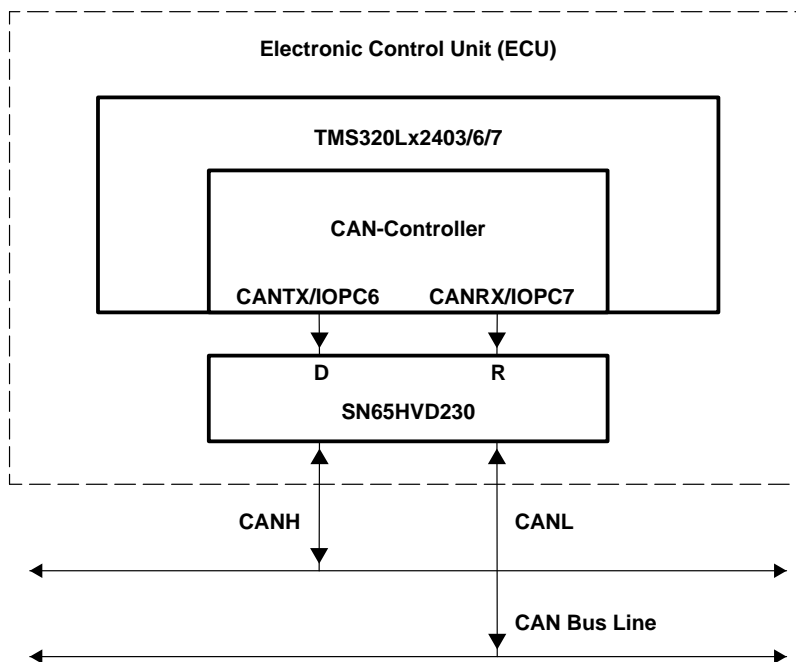 Electronic Control Unit (ECU)
TMS320Lx2403/6/7
CAN-Controller
CANTX/IOPC6 CANRX/IOPC7
D R
SN65HVD230
CANH CANL
CAN Bus Line